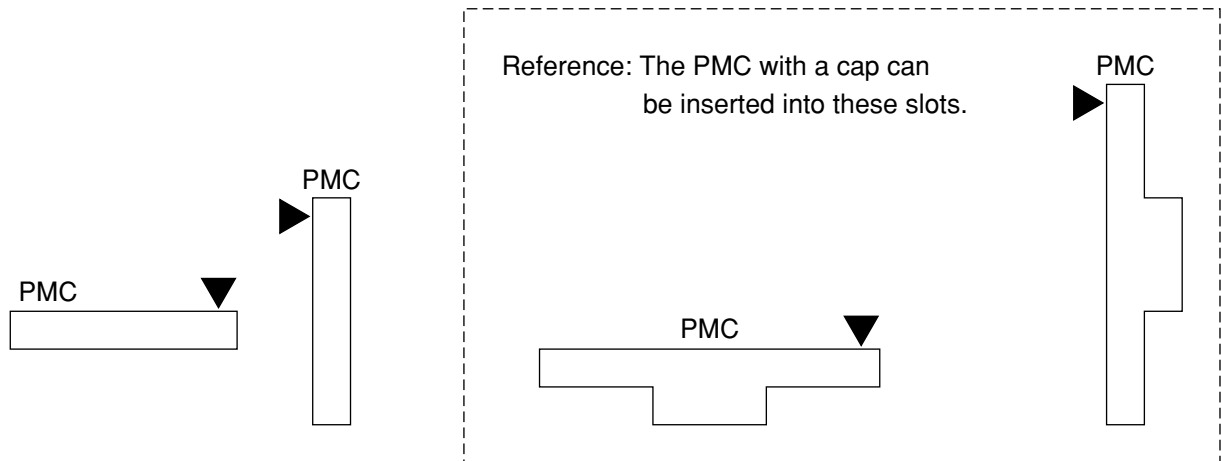 PMC
PMC
Reference: The PMC with a cap can
be inserted into these slots.
PMC
PMC